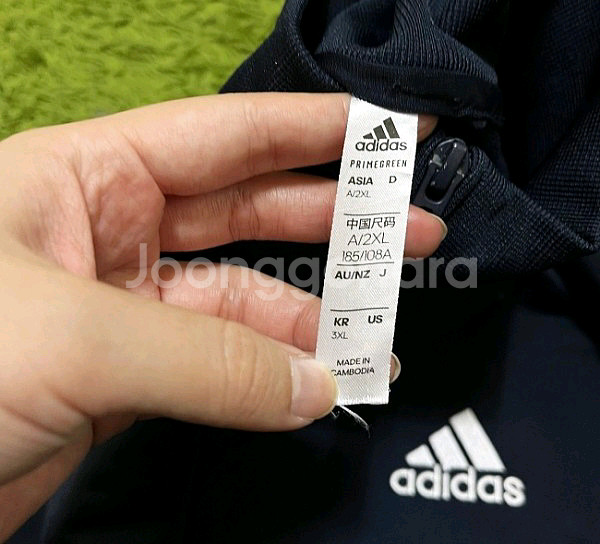 adidas
PRIMEGREEN
ASIA D
A/2XL
中国尺码
A/2XL
185/108A
AU/NZ J
KR US
3XL
MADE IN
CAMBODIA
Joonggonara
adidas